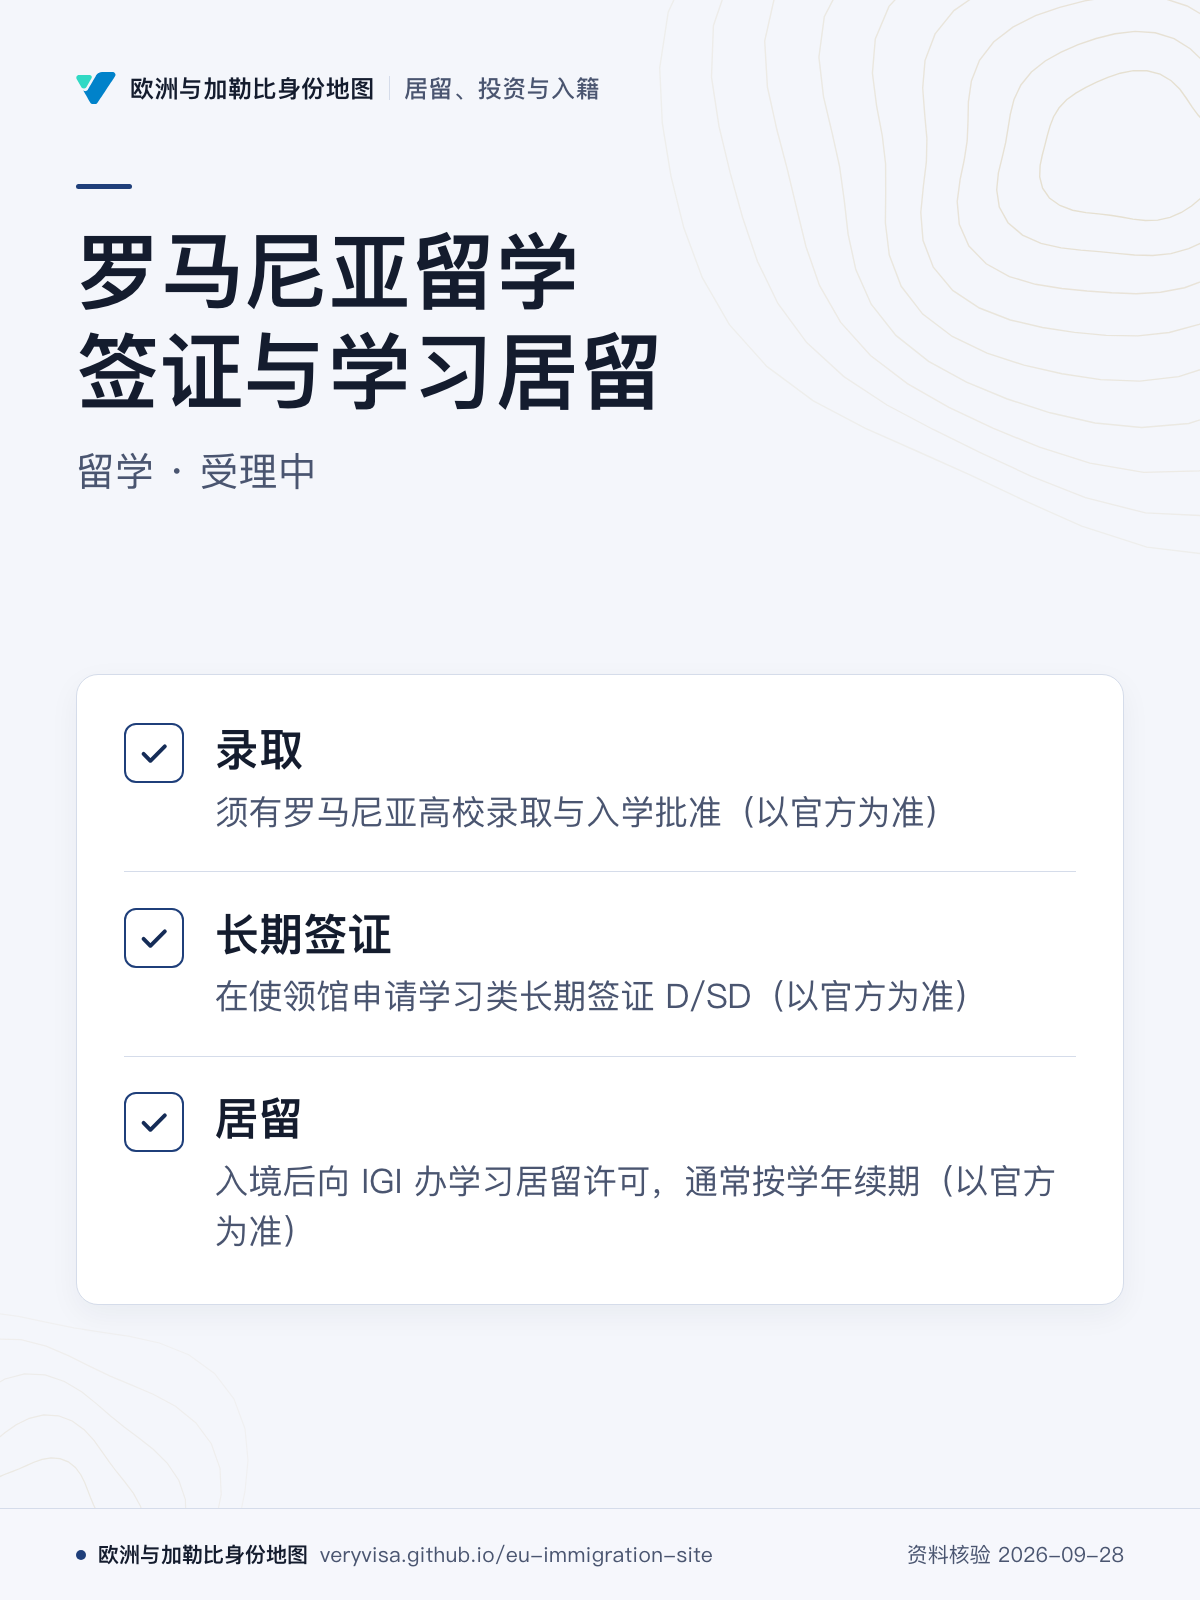 欧洲与加勒比身份地图 居留、投资与入籍
罗马尼亚留学
签证与学习居留
留学 · 受理中
录取
须有罗马尼亚高校录取与入学批准（以官方为准）
长期签证
在使领馆申请学习类长期签证 D/SD（以官方为准）
居留
入境后向 IGI 办学习居留许可，通常按学年续期（以官方
为准）
欧洲与加勒比身份地图 veryvisa.github.io/eu-immigration-site 资料核验 2026-09-28